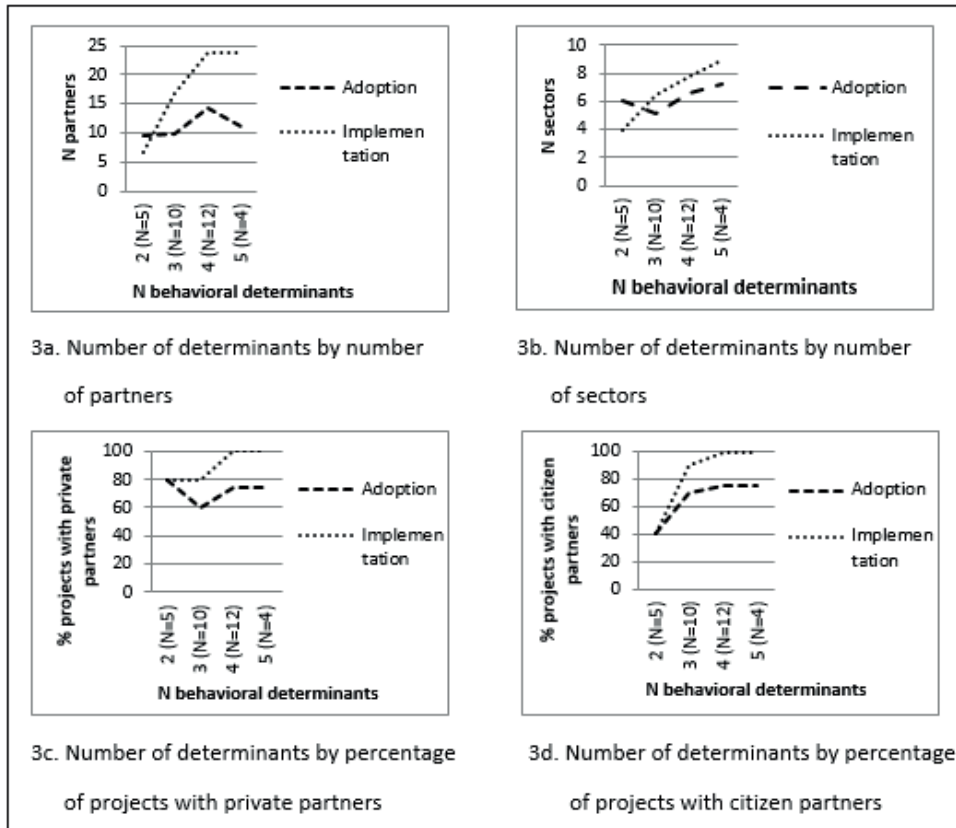 25
20
15
10
5
0
N partners
Adoption
Implemen
tation
2 (N=5)
3 (N=10)
4 (N=12)
5 (N=4)
N behavioral determinants
3a. Number of determinants by number
of partners
10
8
6
4
2
0
N sectors
Adoption
Implemen
tation
2 (N=5)
3 (N=10)
4 (N=12)
5 (N=4)
N behavioral determinants
3b. Number of determinants by number
of sectors
100
80
60
40
20
0
% projects with private
partners
Adoption
Implemen
tation
2 (N=5)
3 (N=10)
4 (N=12)
5 (N=4)
N behavioral determinants
3c. Number of determinants by percentage
of projects with private partners
100
80
60
40
20
0
% projects with citizen
partners
Adoption
Implemen
tation
2 (N=5)
3 (N=10)
4 (N=12)
5 (N=4)
N behavioral determinants
3d. Number of determinants by percentage
of projects with citizen partners